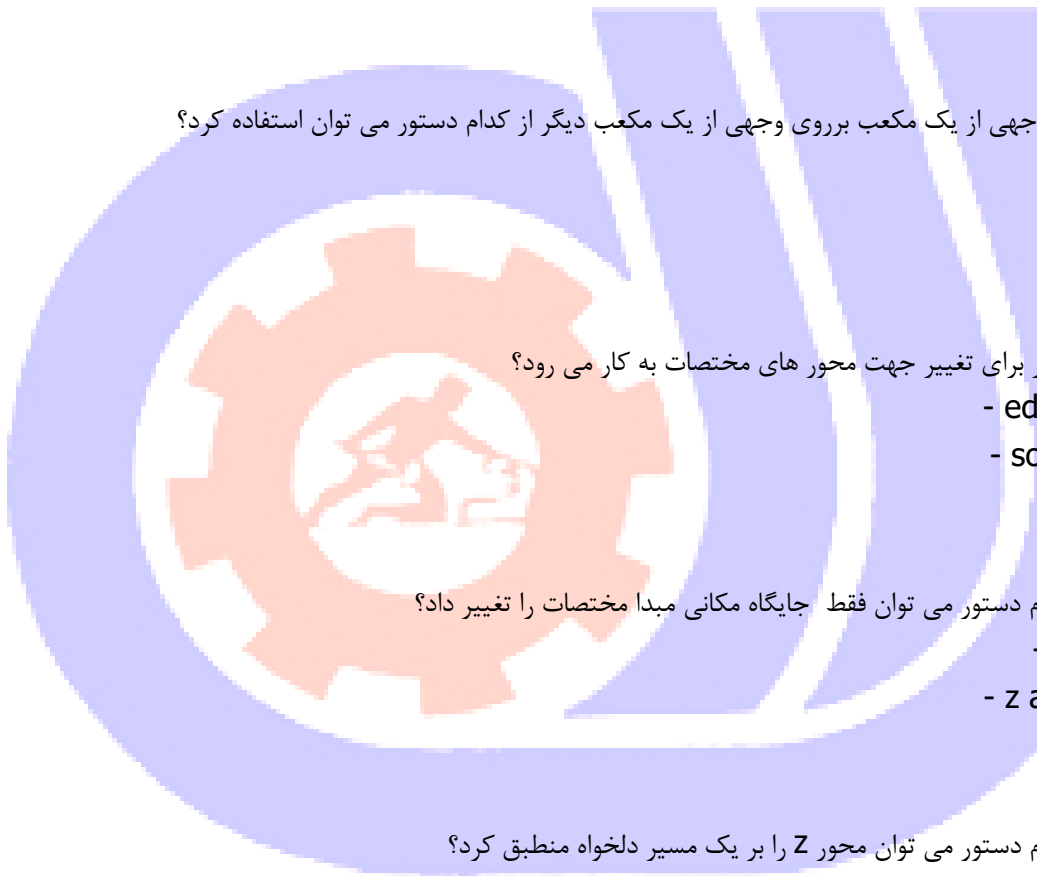 جهی از یک مکعب برروی وجهی از یک مکعب دیگر از کدام دستور می توان استفاده کرد؟
ر برای تغییر جهت محور های مختصات به کار می رود؟
- ed
- sc
م دستور می توان فقط جایگاه مکانی مبدا مختصات را تغییر داد؟
-
- z a
م دستور می توان محور z را بر یک مسیر دلخواه منطبق کرد؟